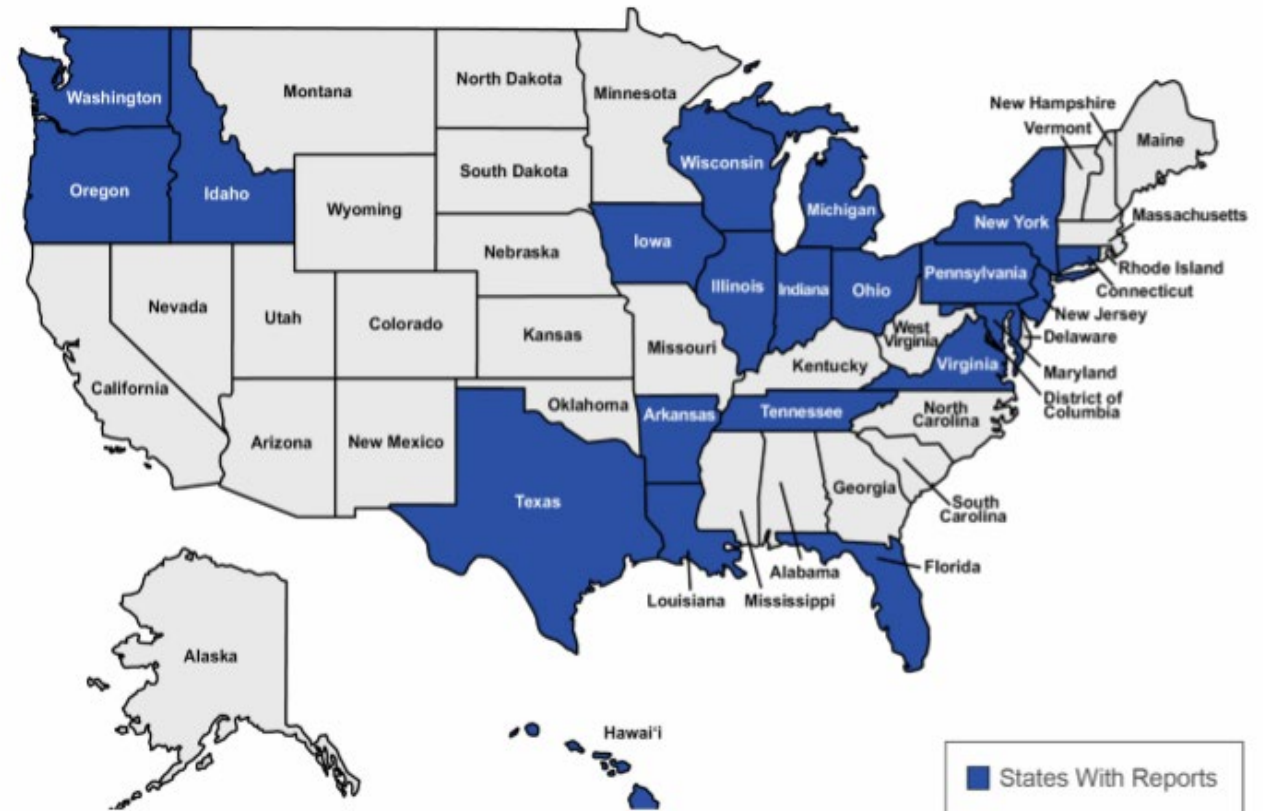 Washington
Montana
North Dakota
Minnesota
New Hampshire
Vermont
Maine
Oregon
Idaho
Wyoming
South Dakota
Wisconsin
Michigan
New York
Massachusetts
Nebraska
Iowa
Illinois
Indiana
Ohio
Pennsylvania
Rhode Island
Connecticut
New Jersey
Nevada
Utah
Colorado
Kansas
Missouri
West
Virginia
Virginia
Delaware
Maryland
District of
Columbia
Kentucky
California
Arizona
New Mexico
Oklahoma
Arkansas
Tennessee
North
Carolina
Texas
Georgia
South
Carolina
Louisiana
Mississippi
Alabama
Florida
Alaska
Hawaiʻi
States With Reports